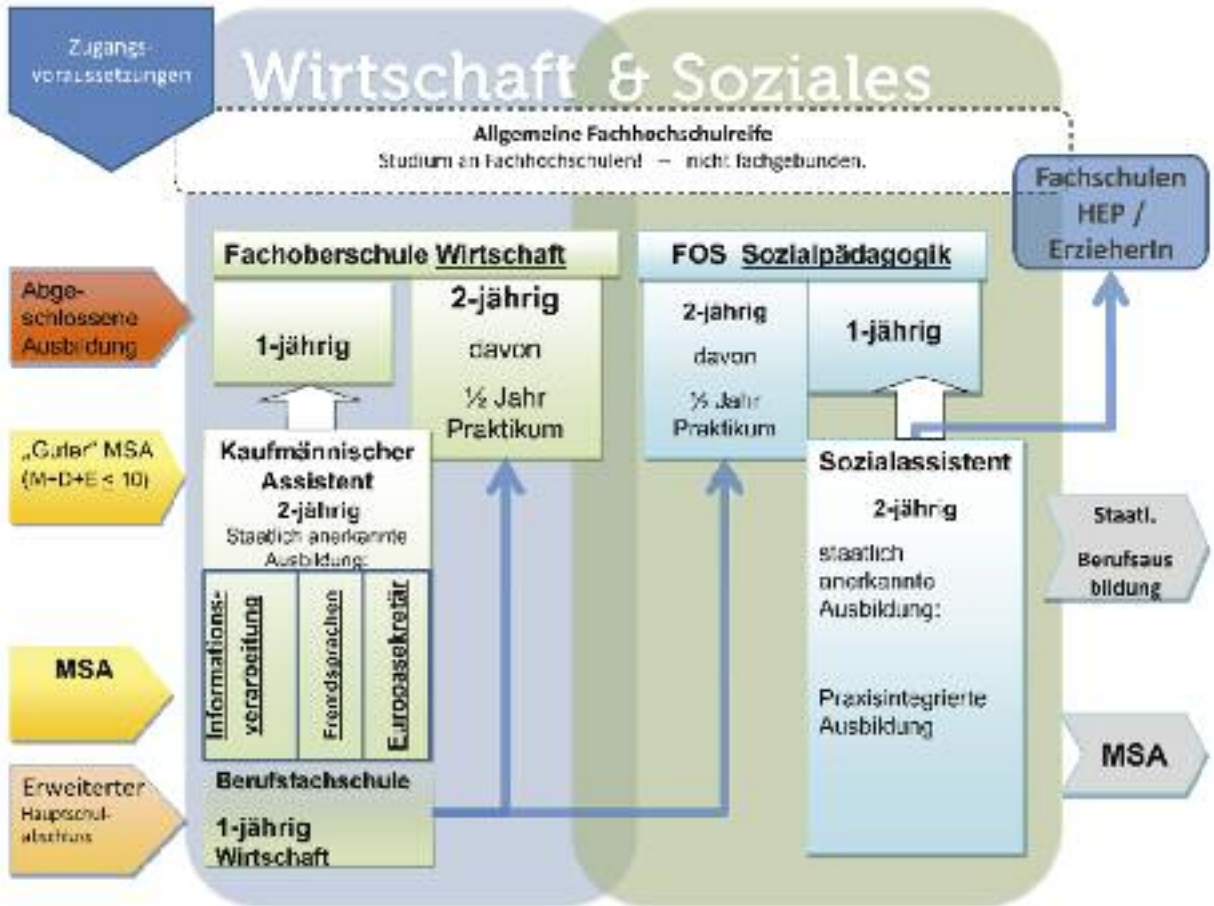 Zugangs-
voraussetzungen
Wirtschaft & Soziales
Allgemeine Fachhochschulreife
Studium an Fachhochschulen! – nicht fachgebunden.
Fachschulen
HEP /
ErzieherIn
Fachoberschule Wirtschaft
1-jährig
2-jährig
davon
½ Jahr
Praktikum
FOS Sozialpädagogik
2-jährig
davon
½ Jahr
Praktikum
1-jährig
Abge-
schlossene
Ausbildung
„Guter“ MSA
(M+D+E ≤ 10)
MSA
Erweiterter
Hauptschul-
abschluss
Kaufmännischer
Assistent
2-jährig
Staatlich anerkannte
Ausbildung:
Informations-
verarbeitung
Fremdsprachen
Europasekretär
Berufsfachschule
1-jährig
Wirtschaft
Sozialassistent
2-jährig
staatlich
anerkannte
Ausbildung:
Praxisintegrierte
Ausbildung
Staatl.
Berufsaus
bildung
MSA